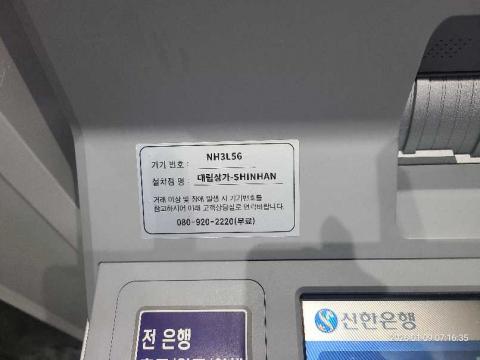 기기 번호 : NH3L56
설치점 명 : 대림상가-SHINHAN
거래 이상 및 장애 발생 시 기기번호를
참고하시어 아래 고객상담실로 연락바랍니다.
080-920-2220(무료)
전 은행
신한은행
2026/01/09 07:16:35